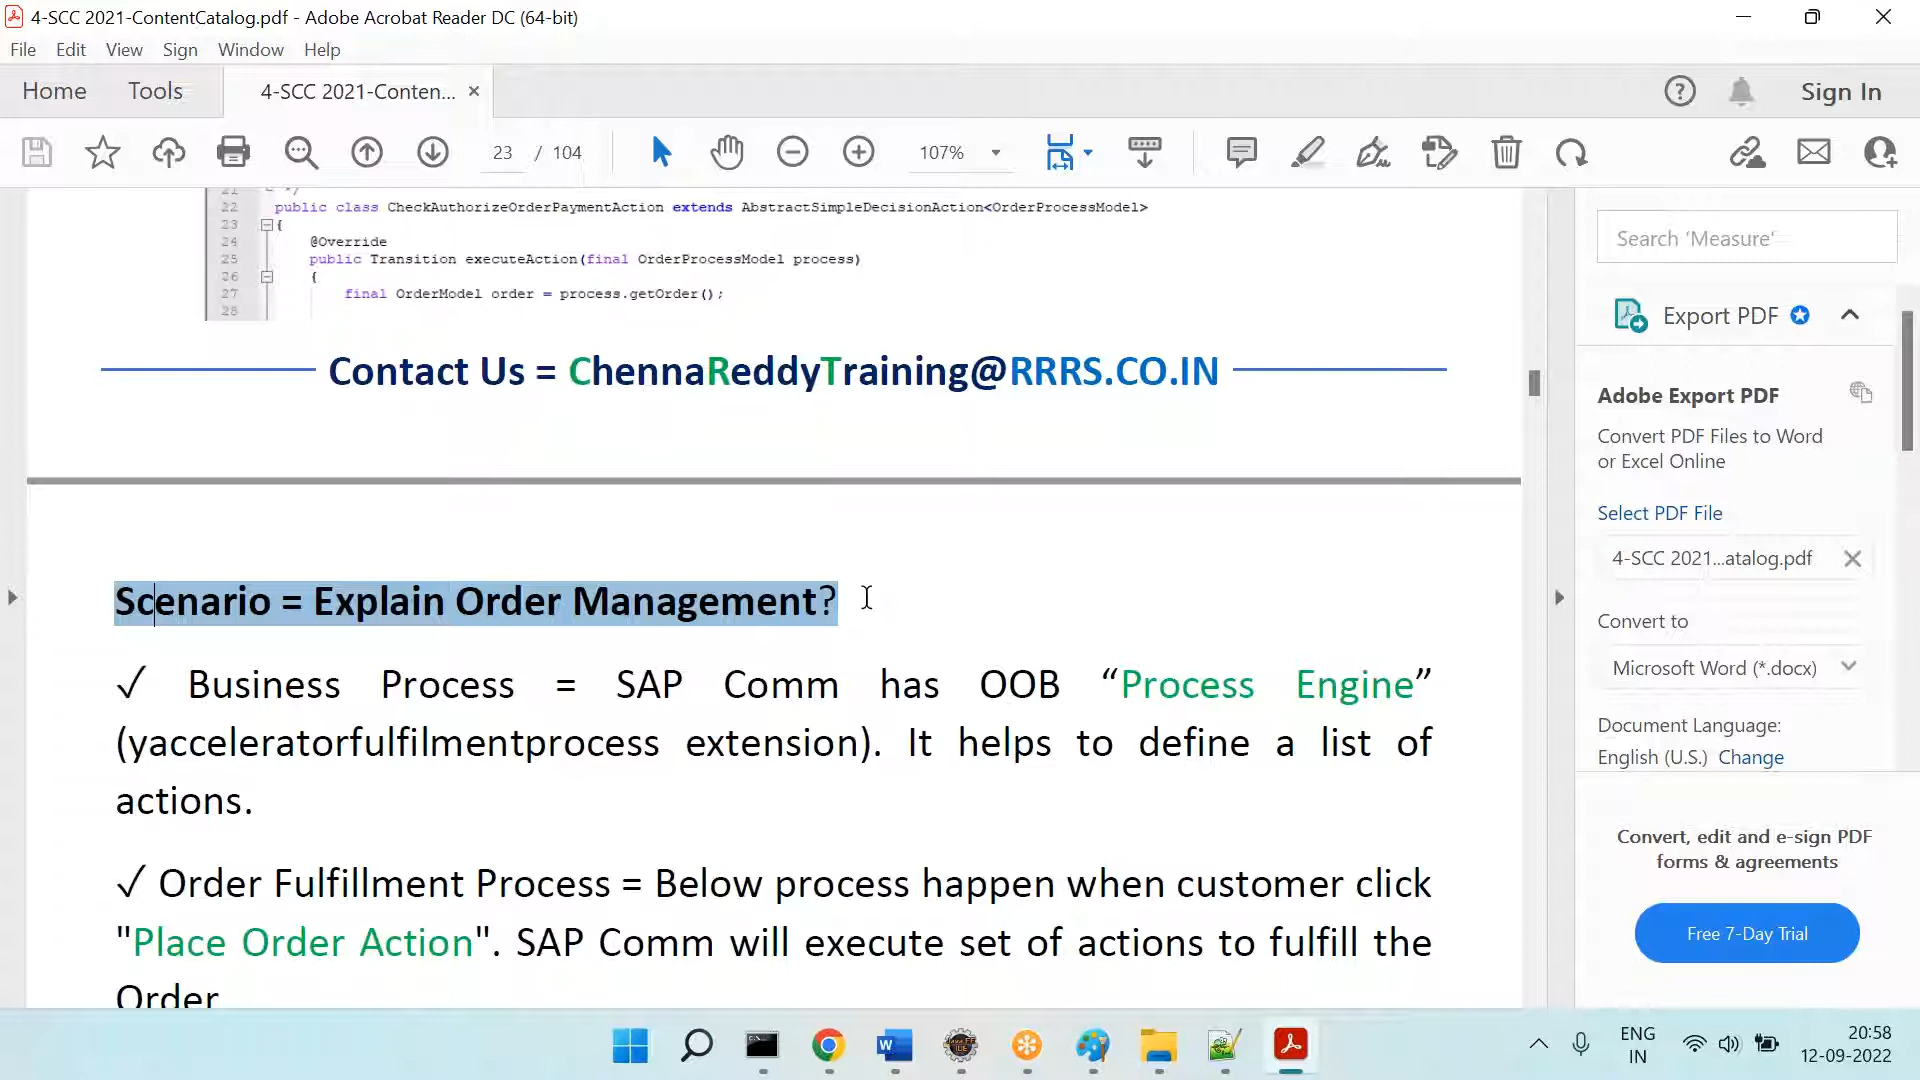 4-SCC 2021-ContentCatalog.pdf - Adobe Acrobat Reader DC (64-bit)
File Edit View Sign Window Help
Home Tools 4-SCC 2021-Conten... × Sign In
23 / 104 107%
21 */
22 public class CheckAuthorizeOrderPaymentAction extends AbstractSimpleDecisionAction<OrderProcessModel>
23 {
24 @Override
25 public Transition executeAction(final OrderProcessModel process)
26 {
27 final OrderModel order = process.getOrder();
28
Contact Us = ChennaReddyTraining@RRRS.CO.IN
Scenario = Explain Order Management?
✓ Business Process = SAP Comm has OOB “Process Engine”
(yacceleratorfulfilmentprocess extension). It helps to define a list of
actions.
✓ Order Fulfillment Process = Below process happen when customer click
"Place Order Action". SAP Comm will execute set of actions to fulfill the
Order
Search ‘Measure’
Export PDF
Adobe Export PDF
Convert PDF Files to Word
or Excel Online
Select PDF File
4-SCC 2021...atalog.pdf
Convert to
Microsoft Word (*.docx)
Document Language:
English (U.S.) Change
Convert, edit and e-sign PDF
forms & agreements
Free 7-Day Trial
ENG
IN
20:58
12-09-2022